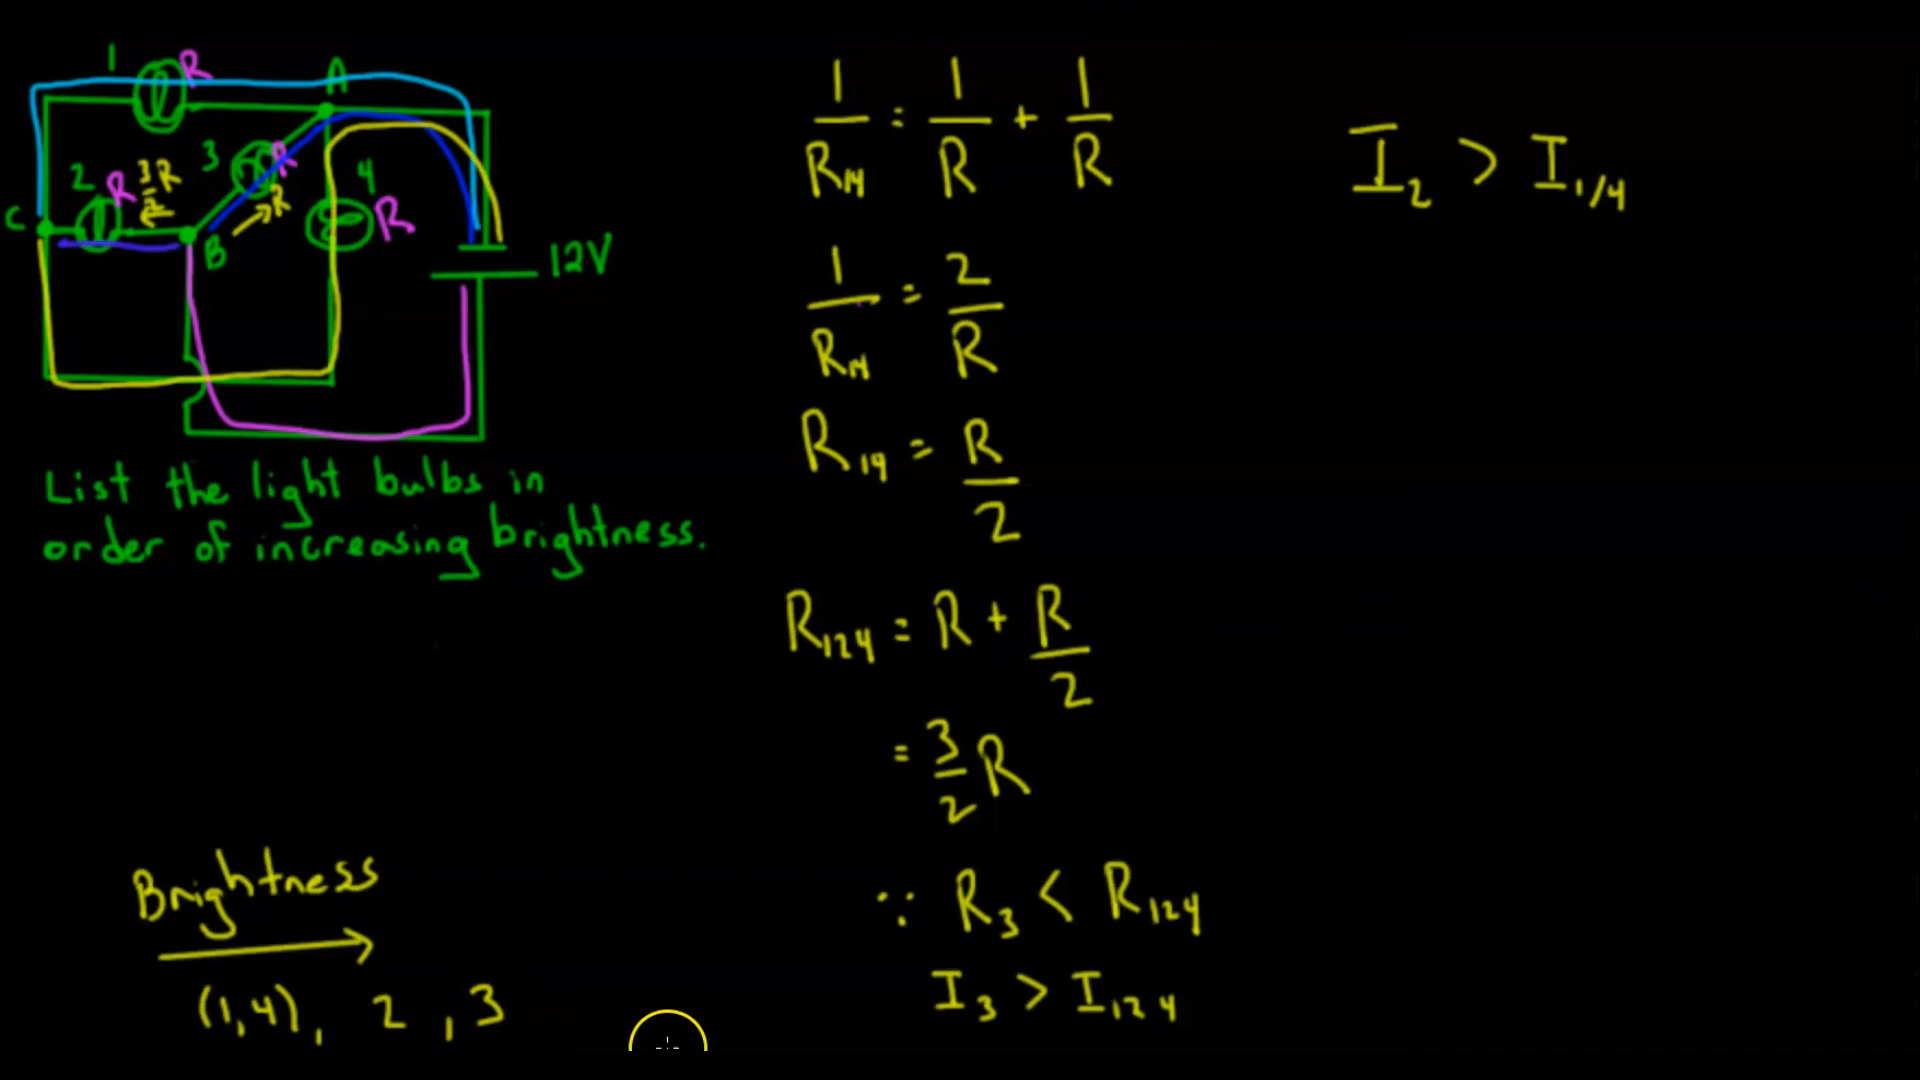 1 R A
3 R
2 R 3/2 R 4
R
C R
B 12V
List the light bulbs in
order of increasing brightness.
Brightness
(1,4), 2, 3
1/R₁₄ = 1/R + 1/R
1/R₁₄ = 2/R
R₁₄ = R/2
R₁₂₄ = R + R/2
= 3/2 R
∵ R₃ < R₁₂₄
I₃ > I₁₂₄
I₂ > I₁/₄